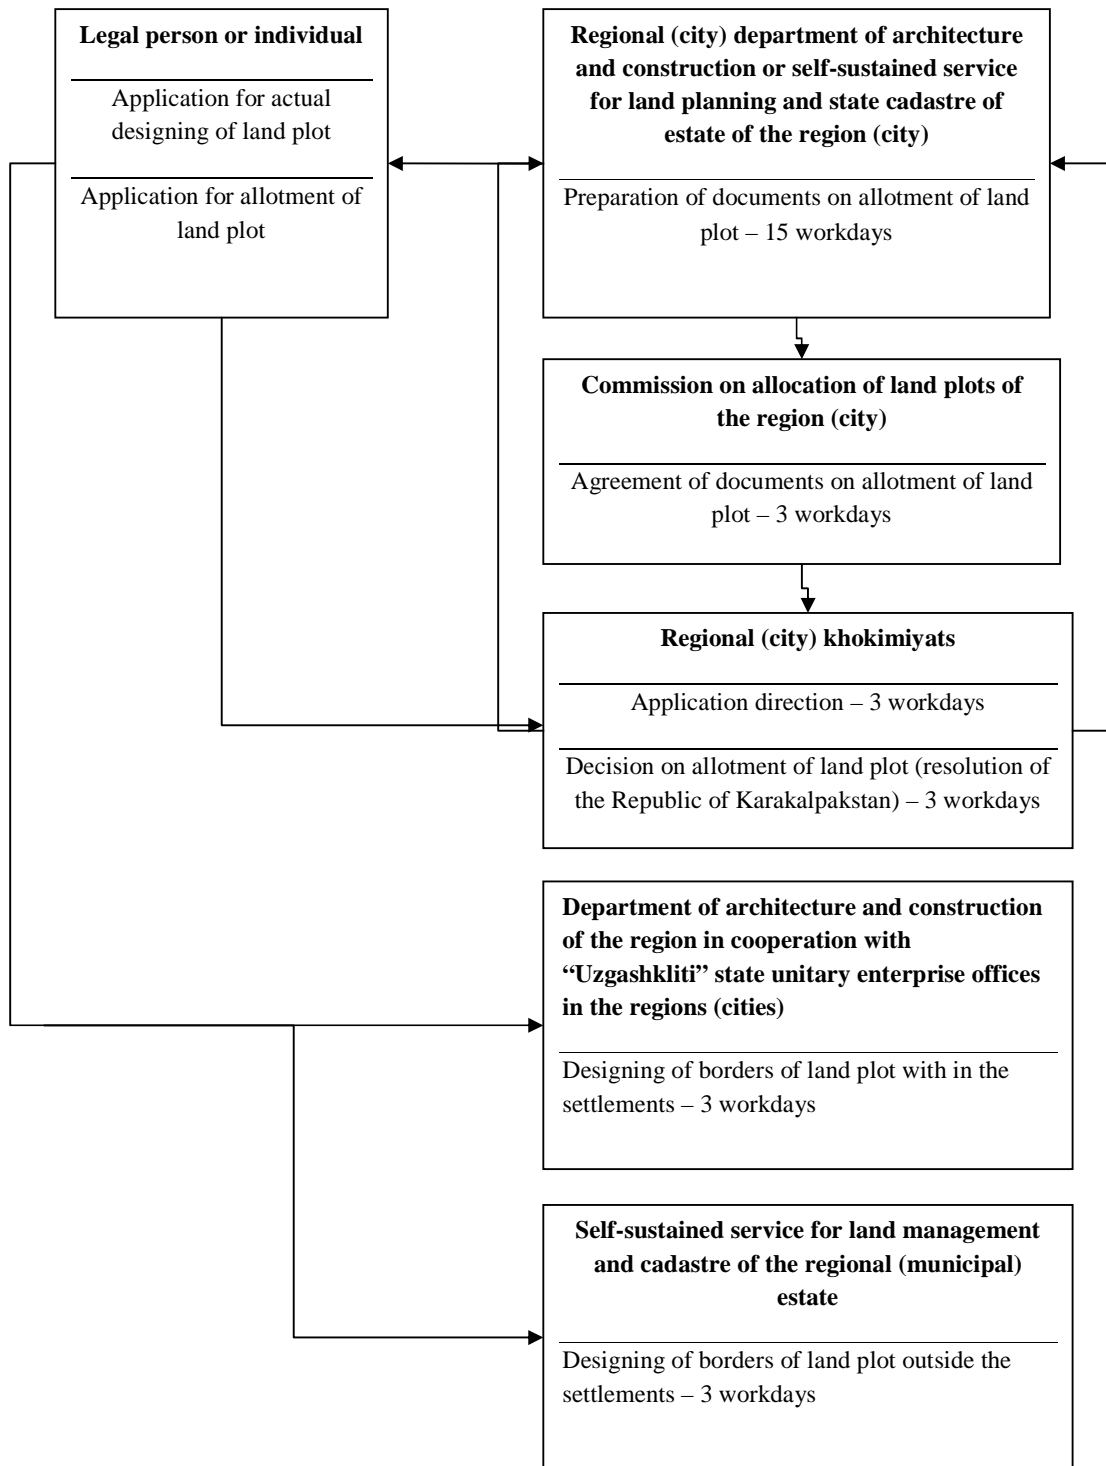 Legal person or individual
Application for actual
designing of land plot
Application for allotment of
land plot
Regional (city) department of architecture
and construction or self-sustained service
for land planning and state cadastre of
estate of the region (city)
Preparation of documents on allotment of land
plot – 15 workdays
Commission on allocation of land plots of
the region (city)
Agreement of documents on allotment of land
plot – 3 workdays
Regional (city) khokimiyats
Application direction – 3 workdays
Decision on allotment of land plot (resolution of
the Republic of Karakalpakstan) – 3 workdays
Department of architecture and construction
of the region in cooperation with
“Uzgashkliti” state unitary enterprise offices
in the regions (cities)
Designing of borders of land plot with in the
settlements – 3 workdays
Self-sustained service for land management
and cadastre of the regional (municipal)
estate
Designing of borders of land plot outside the
settlements – 3 workdays